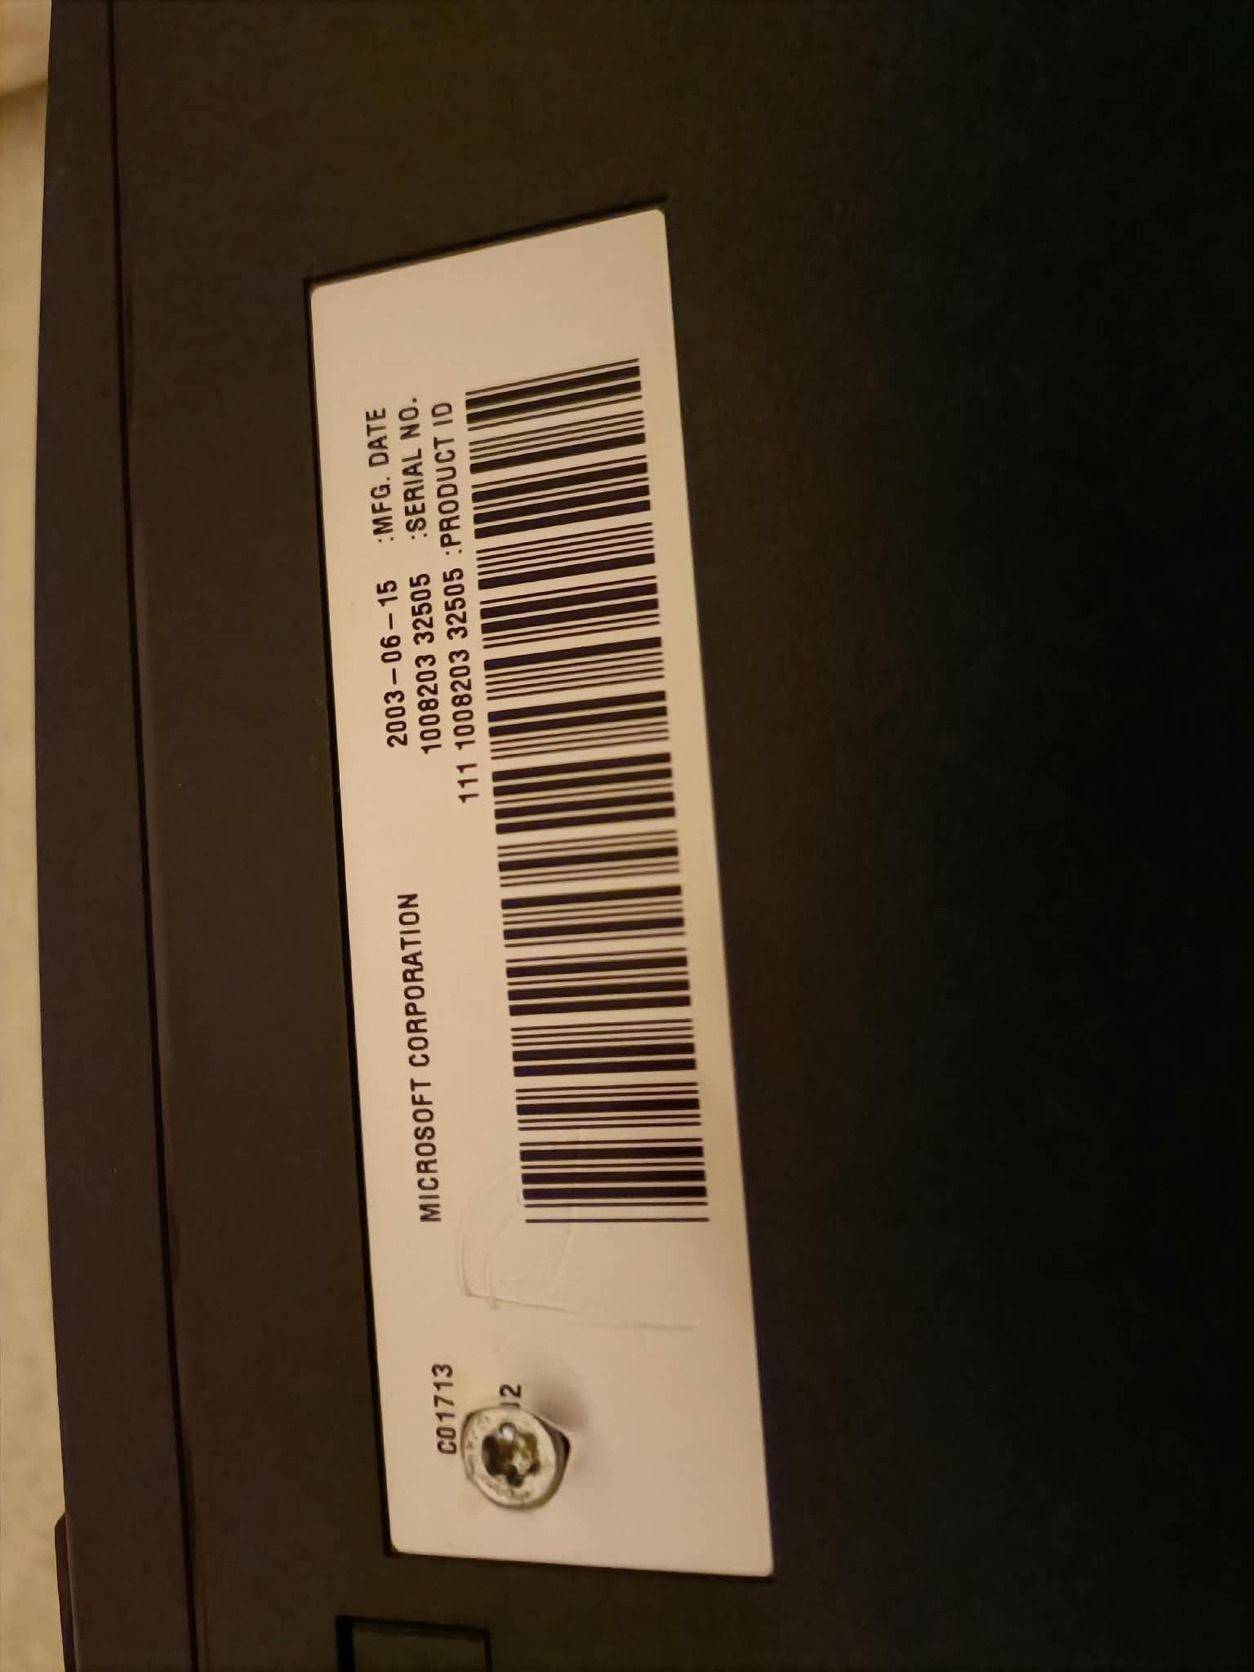 2003-06-15 :MFG. DATE
1008203 32505 :SERIAL NO.
111 1008203 32505 :PRODUCT ID
MICROSOFT CORPORATION
C01713